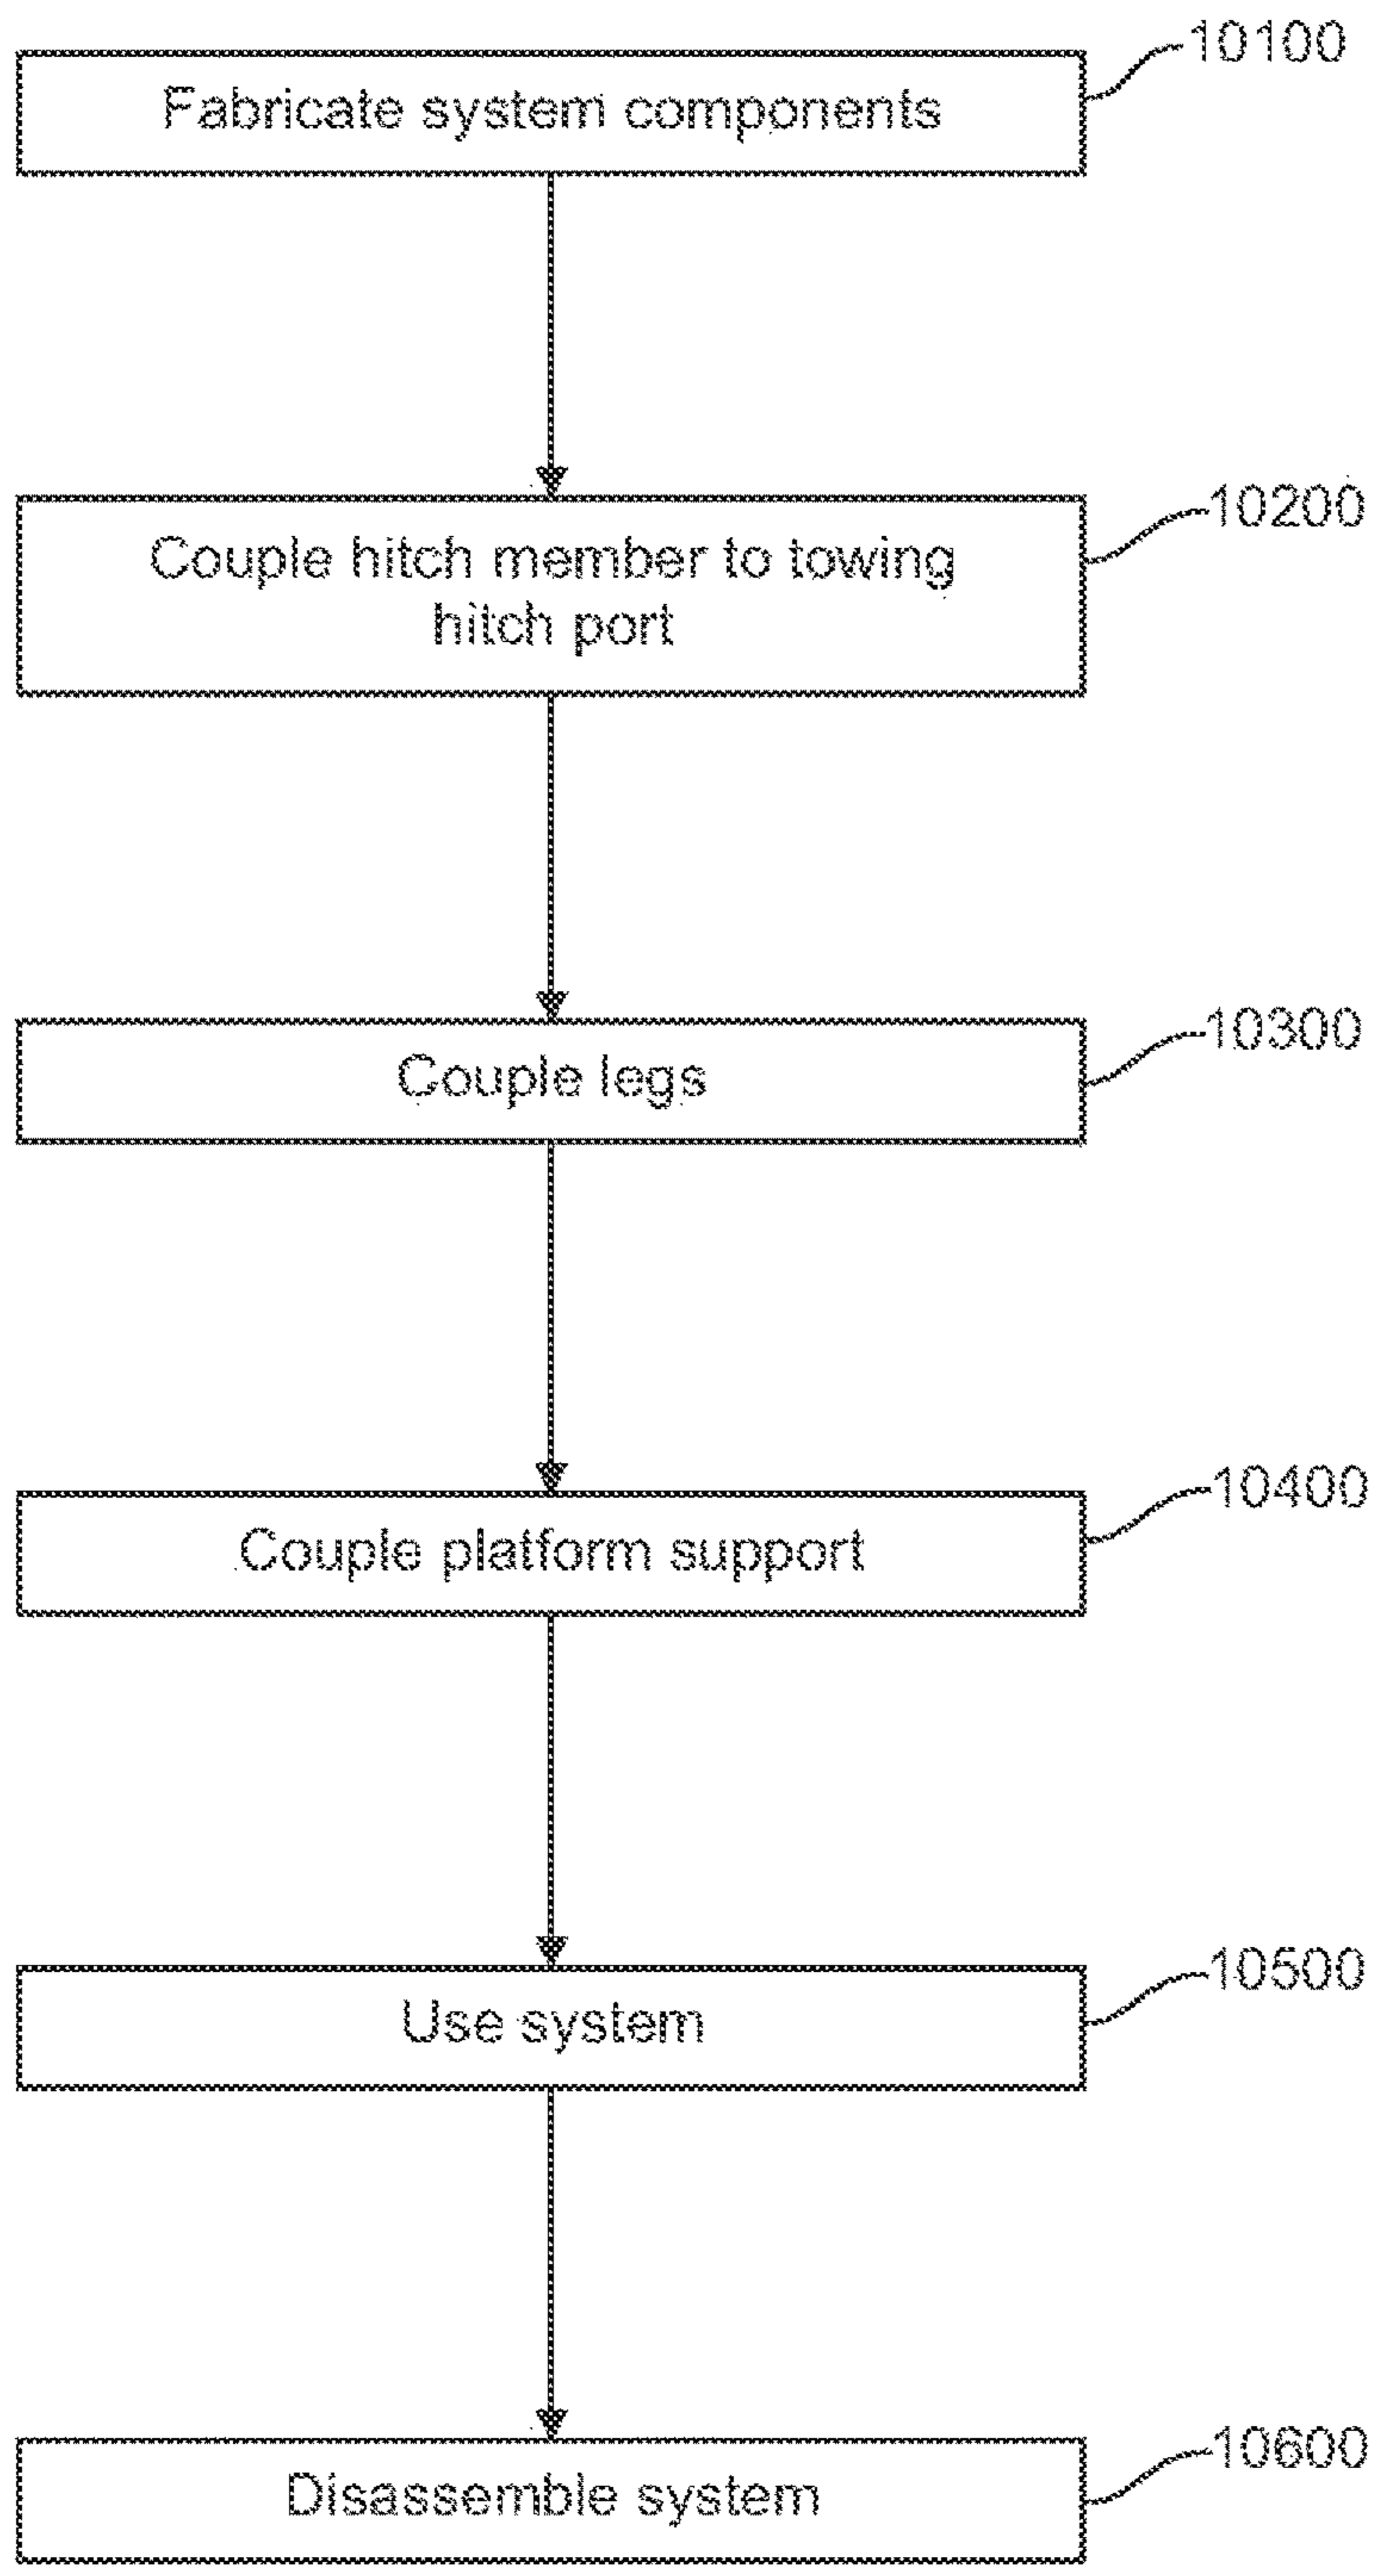 10100
Fabricate system components
10200
Couple hitch member to towing
hitch port
10300
Couple legs
10400
Couple platform support
10500
Use system
10600
Disassemble system